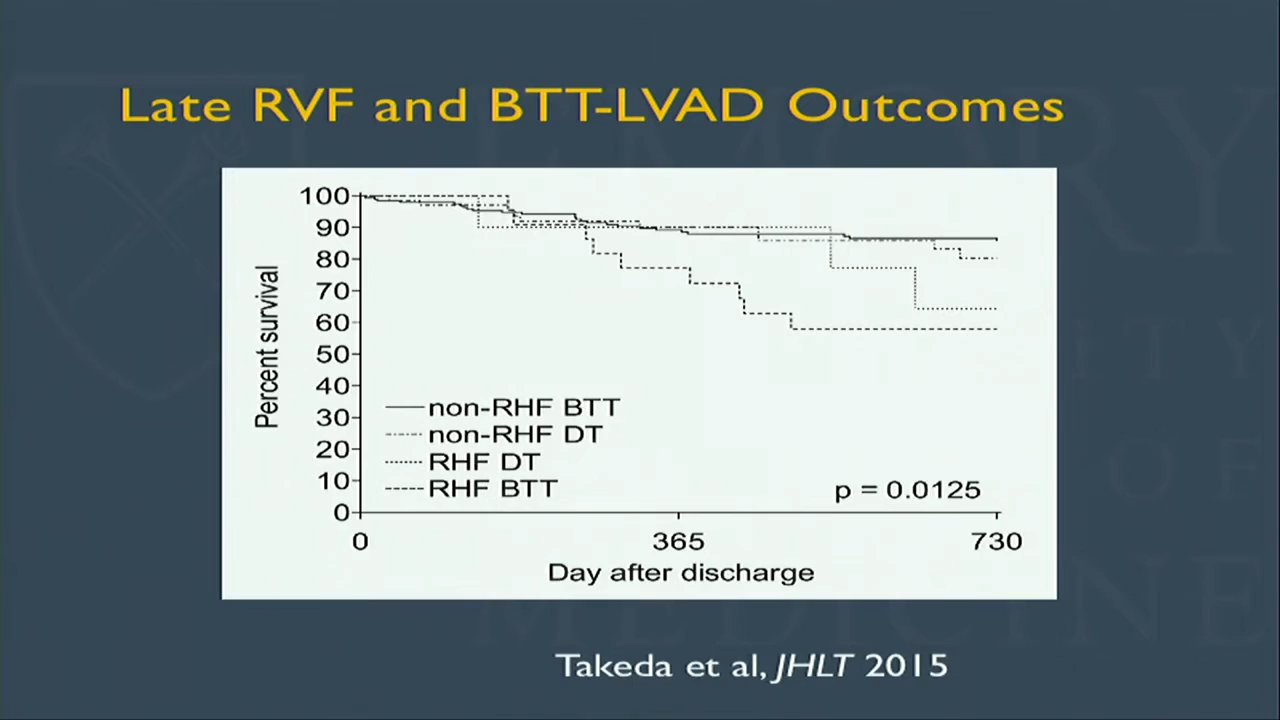 Late RVF and BTT-LVAD Outcomes
100
90
80
70
60
50
40
30
20
10
0
Percent survival
non-RHF BTT
non-RHF DT
RHF DT
RHF BTT
p = 0.0125
0 365 730
Day after discharge
Takeda et al, JHLT 2015